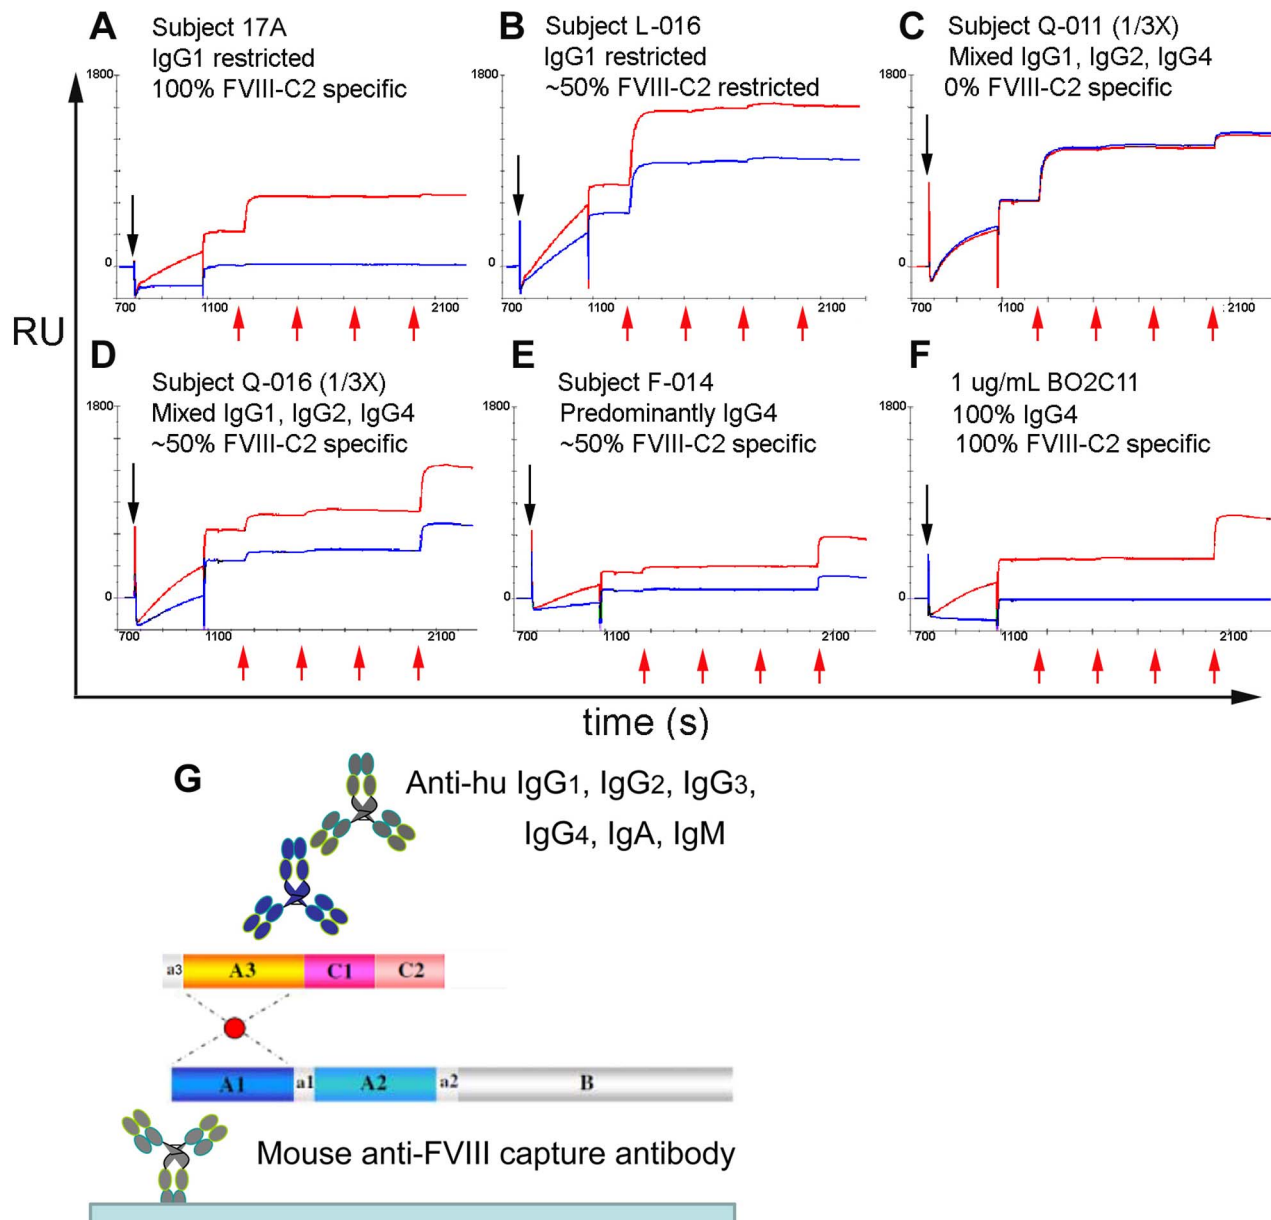 A
Subject 17A
IgG1 restricted
100% FVIII-C2 specific
1800
0
700
1100
2100
B
Subject L-016
IgG1 restricted
~50% FVIII-C2 restricted
1800
0
700
1100
2100
C
Subject Q-011 (1/3X)
Mixed IgG1, IgG2, IgG4
0% FVIII-C2 specific
1800
0
700
1100
2100
RU
D
Subject Q-016 (1/3X)
Mixed IgG1, IgG2, IgG4
~50% FVIII-C2 specific
1800
0
700
1100
2100
E
Subject F-014
Predominantly IgG4
~50% FVIII-C2 specific
1800
0
700
1100
2100
F
1 ug/mL BO2C11
100% IgG4
100% FVIII-C2 specific
1800
0
700
1100
2100
time (s)
G
Anti-hu IgG1, IgG2, IgG3,
IgG4, IgA, IgM
a3 A3 C1 C2
A1 a1 A2 a2 B
Mouse anti-FVIII capture antibody